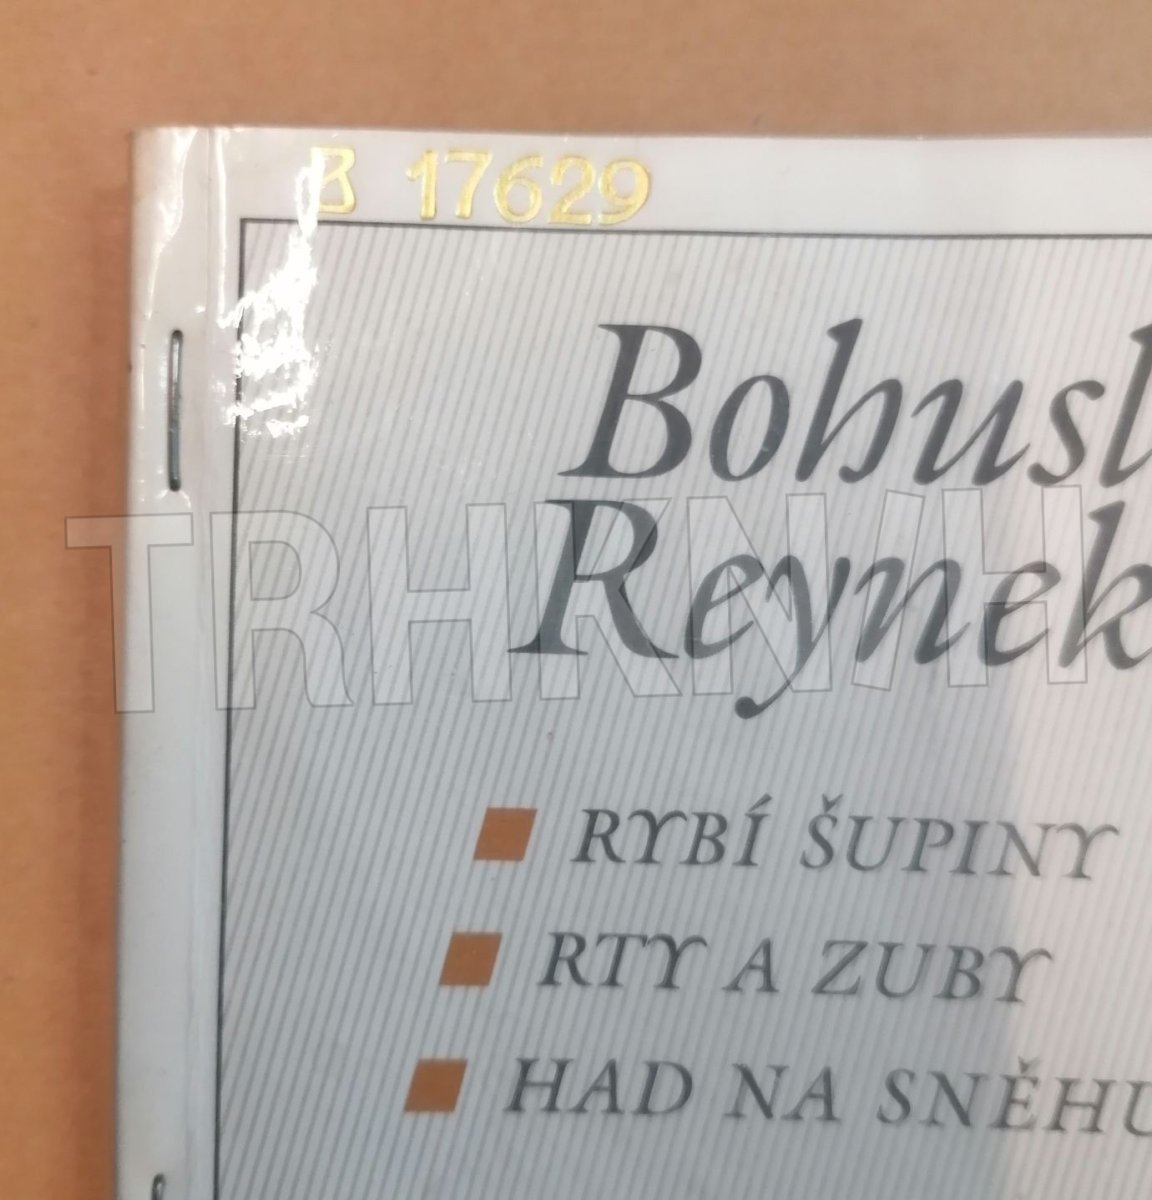 B 17629
Bohusl
Reynek
TRHKNIH
RYBÍ ŠUPINY
RTY A ZUBY
HAD NA SNĚHU